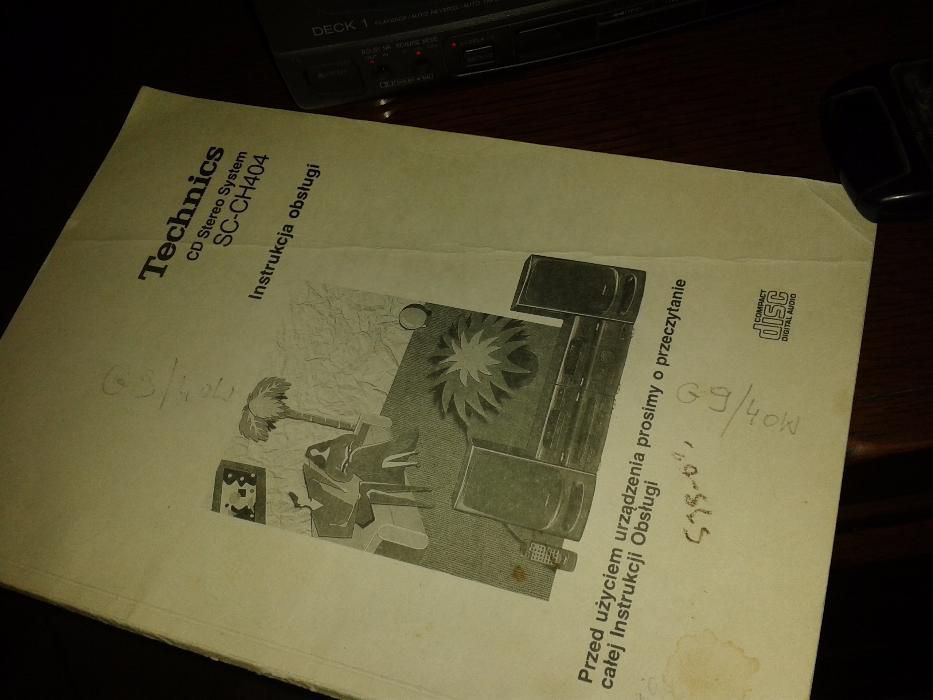 DECK 1
Technics
CD Stereo System
SC-CH404
Instrukcja obsługi
Przed użyciem urządzenia prosimy o przeczytanie
całej Instrukcji Obsługi
COMPACT
disc
DIGITAL AUDIO
G9/40W